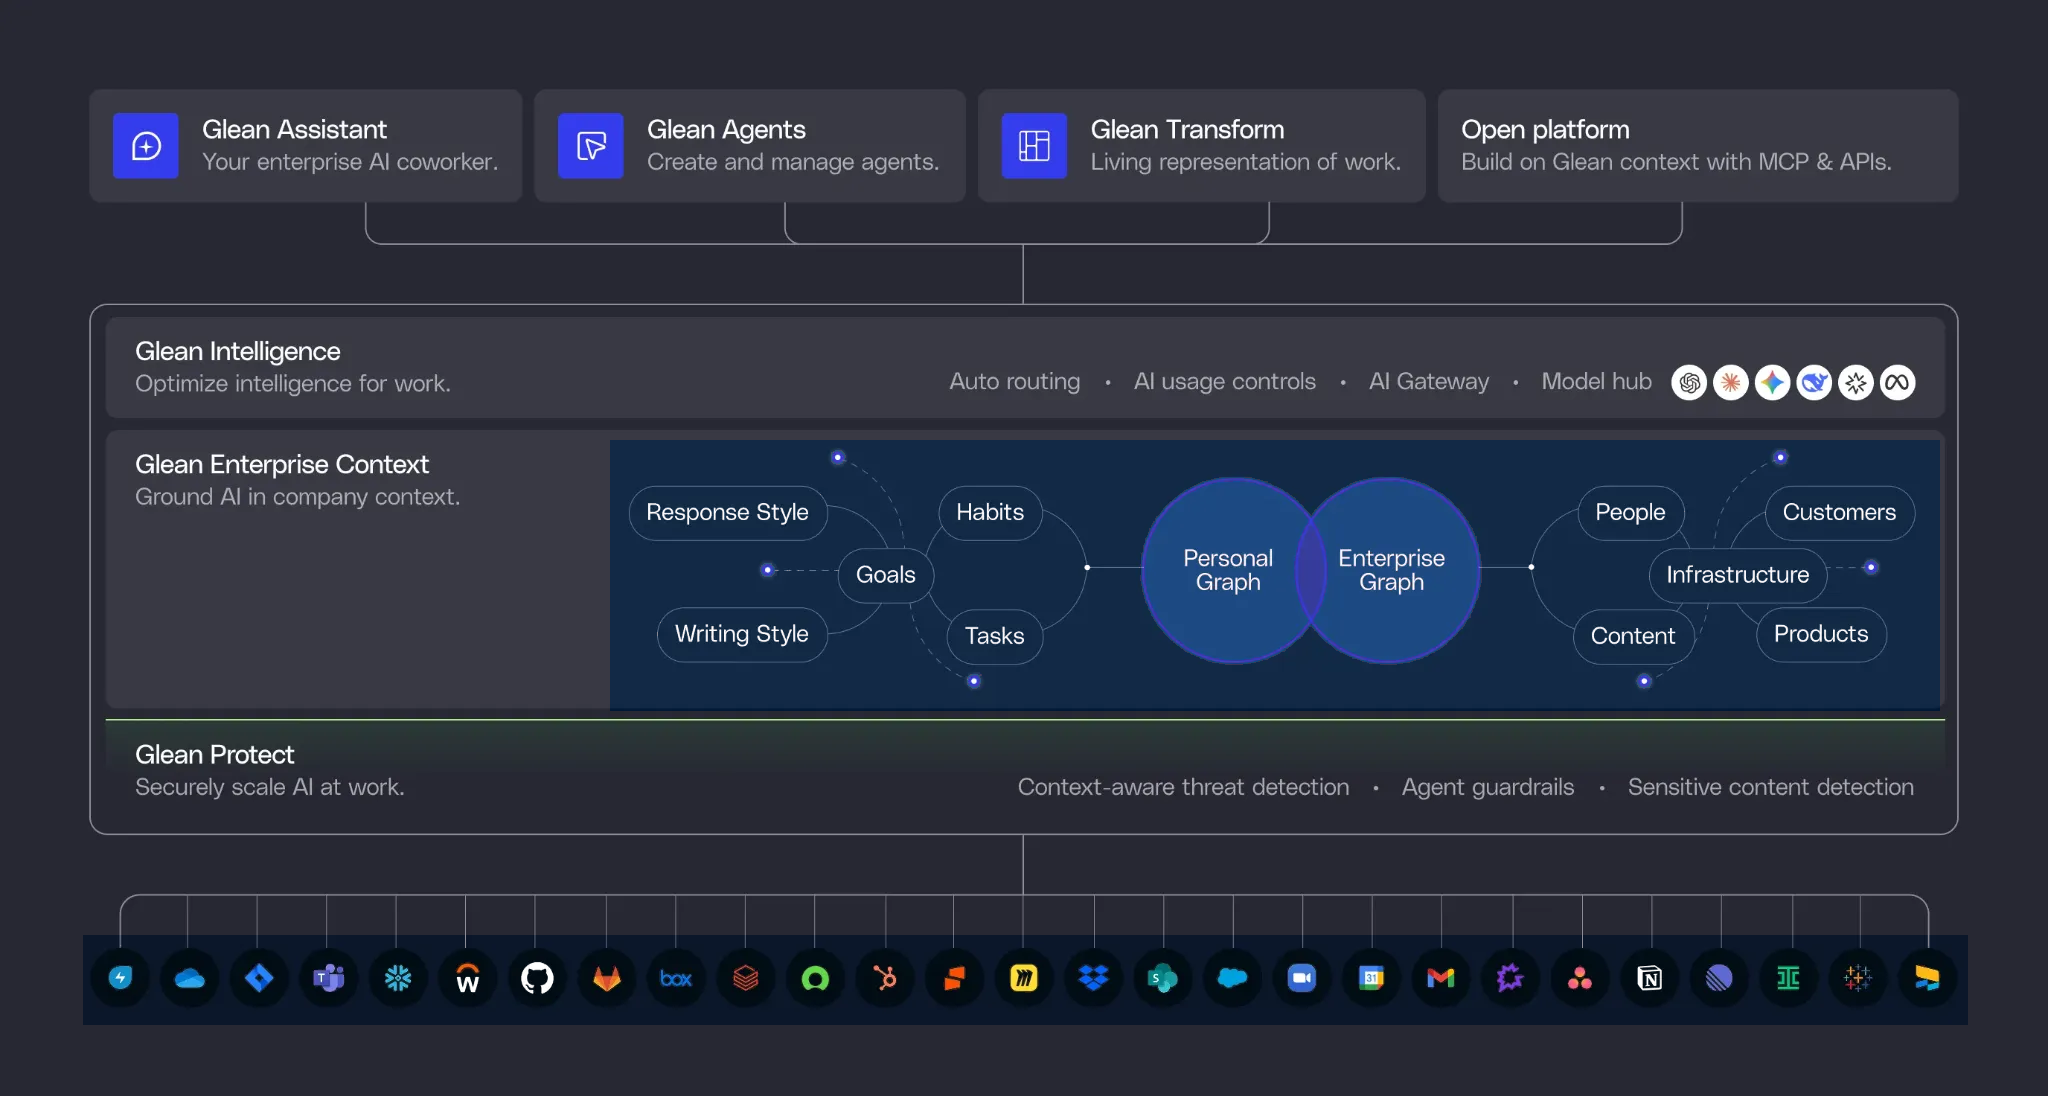 Glean Assistant
Your enterprise AI coworker.
Glean Agents
Create and manage agents.
Glean Transform
Living representation of work.
Open platform
Build on Glean context with MCP & APIs.
Glean Intelligence
Optimize intelligence for work.
Auto routing • AI usage controls • AI Gateway • Model hub
Glean Enterprise Context
Ground AI in company context.
Response Style
Habits
Goals
Writing Style
Tasks
Personal
Graph
Enterprise
Graph
People
Customers
Infrastructure
Content
Products
Glean Protect
Securely scale AI at work.
Context-aware threat detection • Agent guardrails • Sensitive content detection
T
w
box
S
31
N